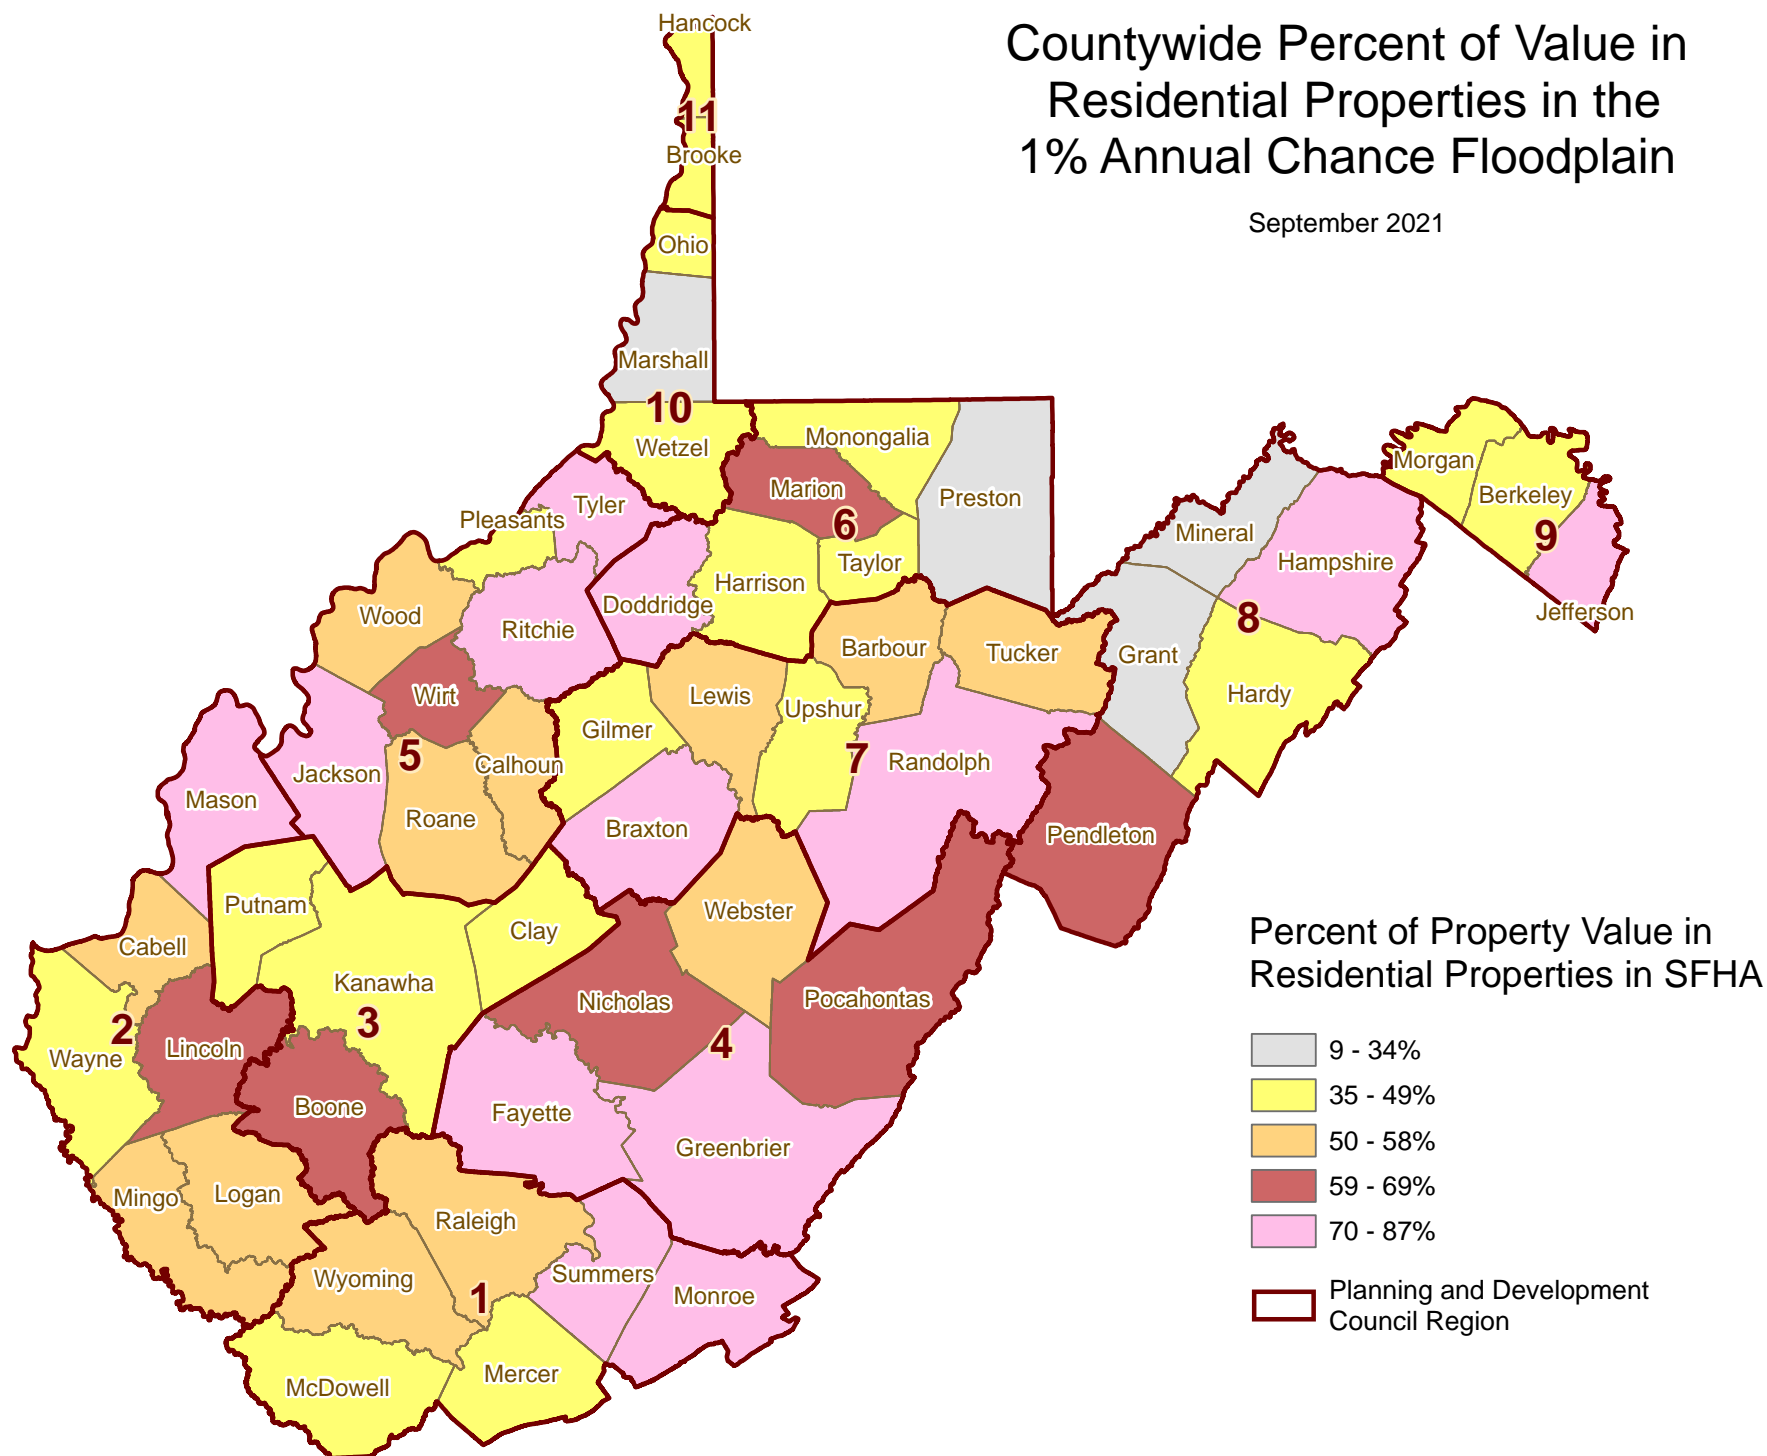 Countywide Percent of Value in
Residential Properties in the
1% Annual Chance Floodplain
September 2021
Hancock
11
Brooke
Ohio
Marshall
10
Wetzel
Monongalia
Marion
6
Preston
Tyler
Pleasants
Taylor
Harrison
Doddridge
Ritchie
Wood
Wirt
5
Calhoun
Roane
Jackson
Mason
Gilmer
Lewis
Upshur
Barbour
Tucker
7
Randolph
Braxton
Webster
Mineral
Hampshire
Grant
8
Hardy
Pendleton
Morgan
Berkeley
9
Jefferson
Putnam
Kanawha
3
Clay
Cabell
2
Wayne
Lincoln
Boone
Mingo
Logan
Nicholas
4
Pocahontas
Fayette
Greenbrier
Raleigh
Wyoming
1
Summers
Monroe
McDowell
Mercer
Percent of Property Value in
Residential Properties in SFHA
9 - 34%
35 - 49%
50 - 58%
59 - 69%
70 - 87%
Planning and Development
Council Region